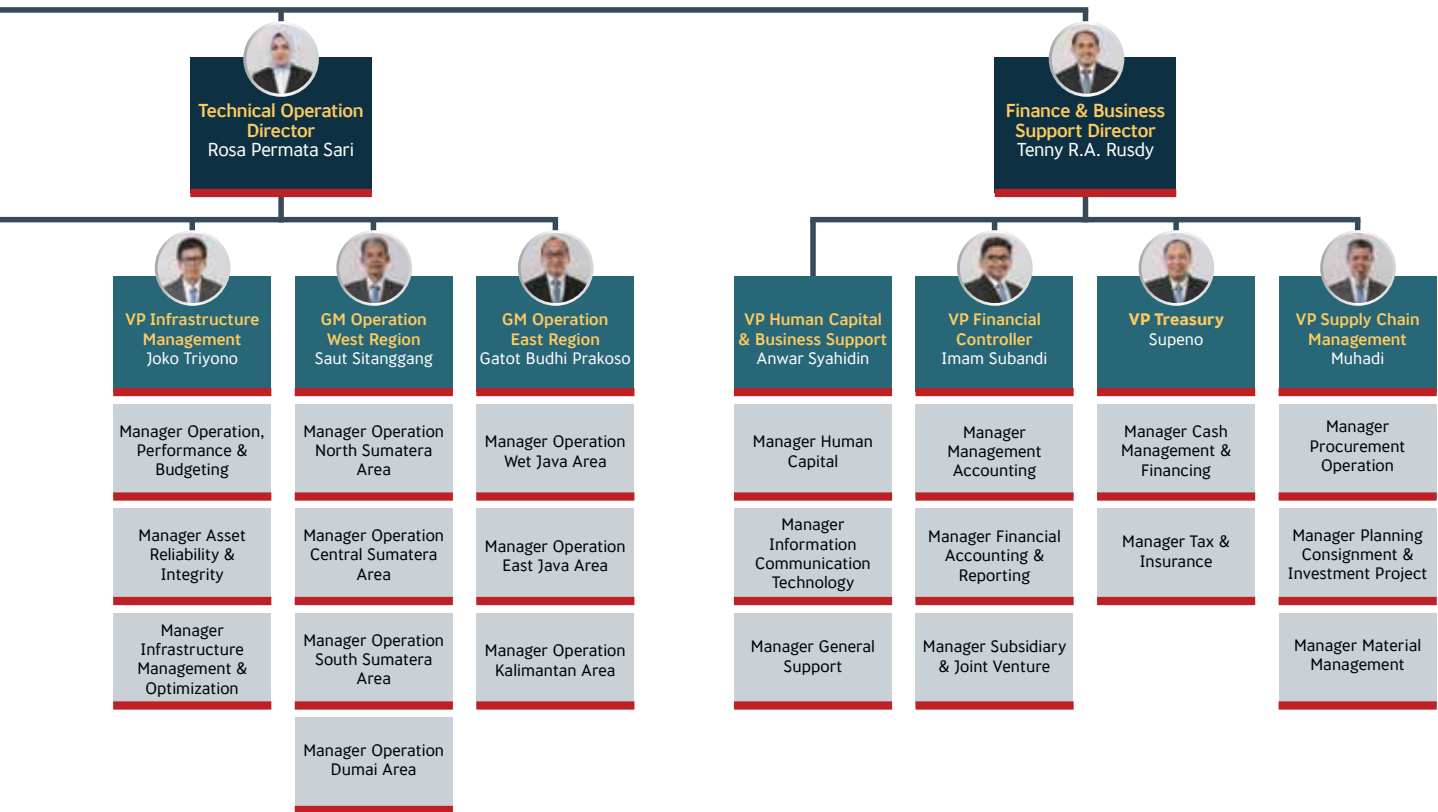 Technical Operation
Director
Rosa Permata Sari
Finance & Business
Support Director
Tenny R.A. Rusdy
VP Infrastructure
Management
Joko Triyono
GM Operation
West Region
Saut Sitanggang
GM Operation
East Region
Gatot Budhi Prakoso
VP Human Capital
& Business Support
Anwar Syahidin
VP Financial
Controller
Imam Subandi
VP Treasury
Supeno
VP Supply Chain
Management
Muhadi
Manager Operation,
Performance &
Budgeting
Manager Operation
North Sumatera
Area
Manager Operation
Wet Java Area
Manager Human
Capital
Manager
Management
Accounting
Manager Cash
Management &
Financing
Manager
Procurement
Operation
Manager Asset
Reliability &
Integrity
Manager Operation
Central Sumatera
Area
Manager Operation
East Java Area
Manager
Information
Communication
Technology
Manager Financial
Accounting &
Reporting
Manager Tax &
Insurance
Manager Planning
Consignment &
Investment Project
Manager
Infrastructure
Management &
Optimization
Manager Operation
South Sumatera
Area
Manager Operation
Kalimantan Area
Manager General
Support
Manager Subsidiary
& Joint Venture
Manager Material
Management
Manager Operation
Dumai Area